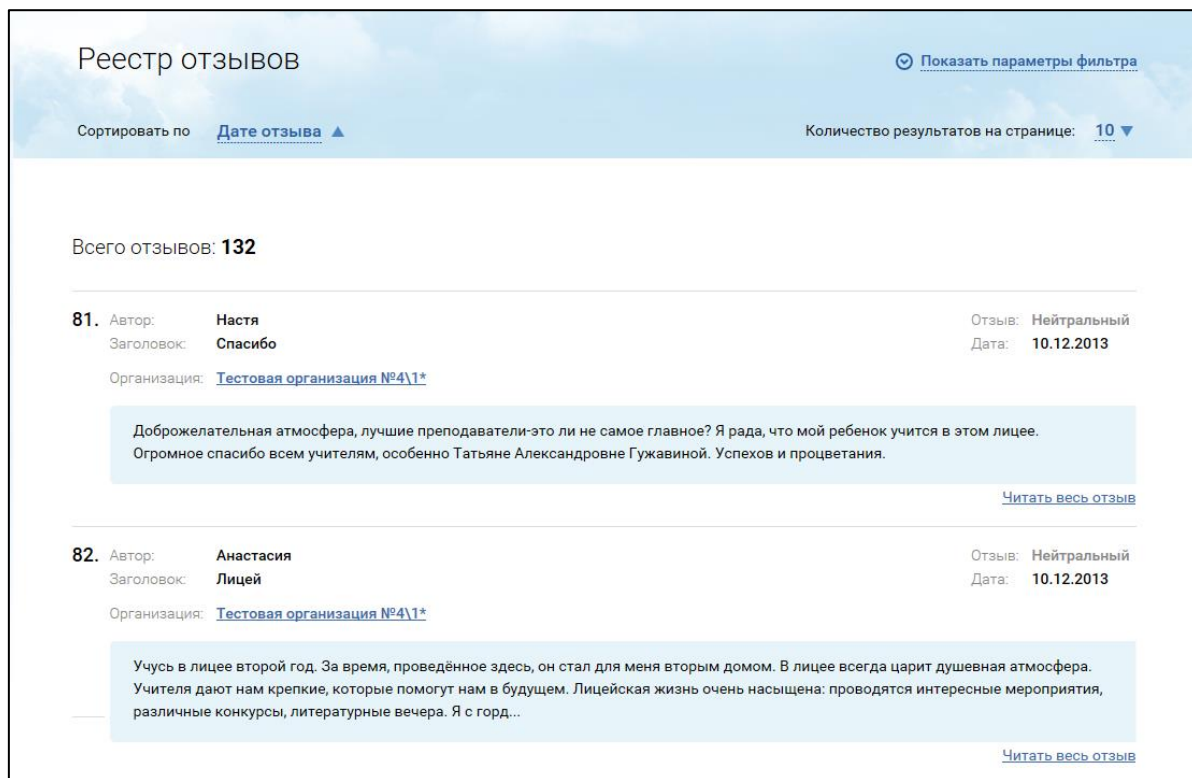 Реестр отзывов
Показать параметры фильтра
Сортировать по Дате отзыва ▲
Количество результатов на странице: 10 ▼
Всего отзывов: 132
81. Автор: Настя
Отзыв: Нейтральный
Заголовок: Спасибо
Дата: 10.12.2013
Организация: Тестовая организация №4\1*
Доброжелательная атмосфера, лучшие преподаватели-это ли не самое главное? Я рада, что мой ребенок учится в этом лицее.
Огромное спасибо всем учителям, особенно Татьяне Александровне Гужавиной. Успехов и процветания.
Читать весь отзыв
82. Автор: Анастасия
Отзыв: Нейтральный
Заголовок: Лицей
Дата: 10.12.2013
Организация: Тестовая организация №4\1*
Учусь в лицее второй год. За время, проведённое здесь, он стал для меня вторым домом. В лицее всегда царит душевная атмосфера.
Учителя дают нам крепкие, которые помогут нам в будущем. Лицейская жизнь очень насыщена: проводятся интересные мероприятия,
различные конкурсы, литературные вечера. Я с горд...
Читать весь отзыв